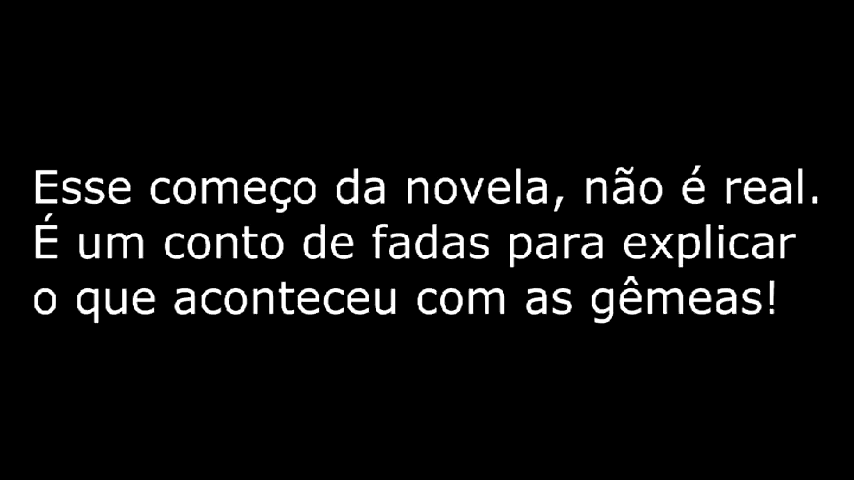 Esse começo da novela, não é real.
É um conto de fadas para explicar
o que aconteceu com as gêmeas!